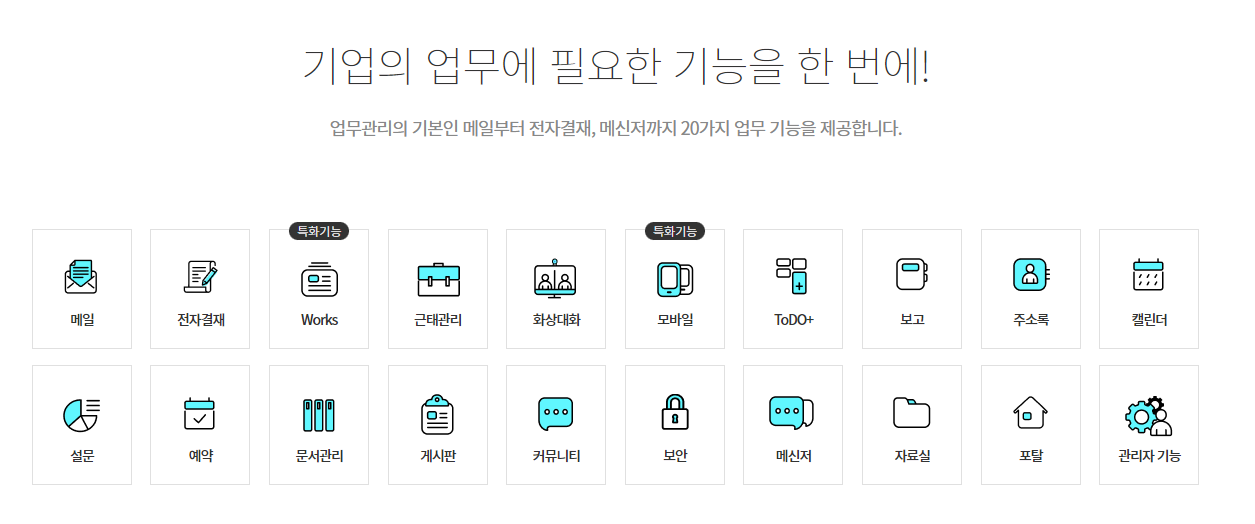 기업의 업무에 필요한 기능을 한 번에!
업무관리의 기본인 메일부터 전자결재, 메신저까지 20가지 업무 기능을 제공합니다.
특화기능
특화기능
메일
전자결재
Works
근태관리
화상대화
모바일
ToDO+
보고
주소록
캘린더
설문
예약
문서관리
게시판
커뮤니티
보안
메신저
자료실
포탈
관리자 기능